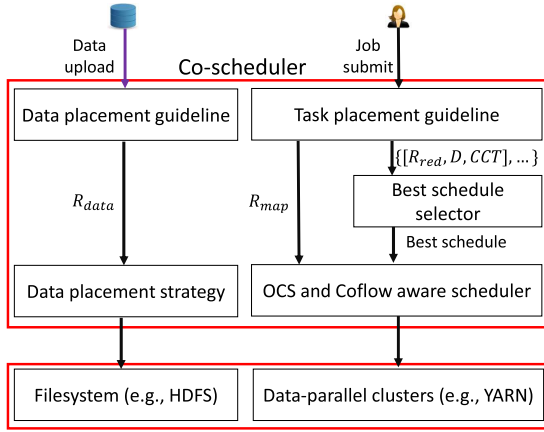 Data
upload
Job
submit
Co-scheduler
Data placement guideline
Task placement guideline
{[R_red, D, CCT], … }
R_data
R_map
Best schedule
selector
Best schedule
Data placement strategy
OCS and Coflow aware scheduler
Filesystem (e.g., HDFS)
Data-parallel clusters (e.g., YARN)